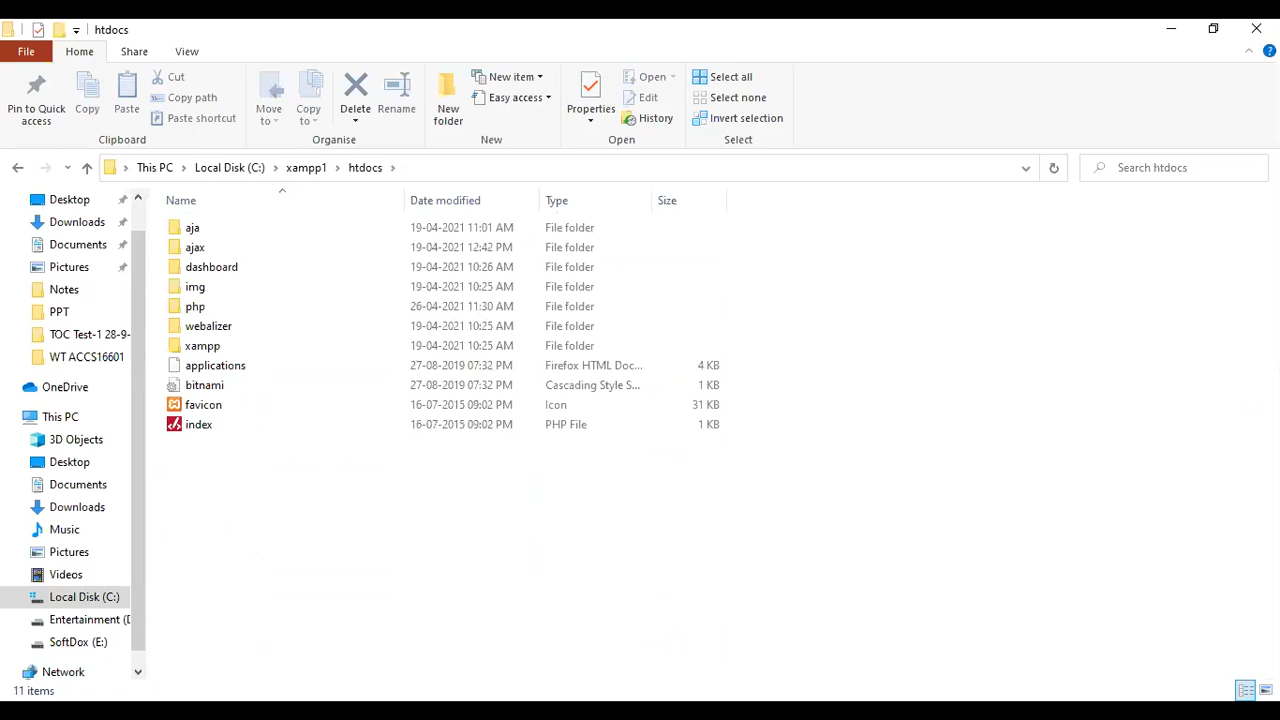 htdocs
File Home Share View
Pin to Quick access
Copy
Paste
Cut
Copy path
Paste shortcut
Clipboard
Move to
Copy to
Delete
Rename
Organise
New folder
New item
Easy access
New
Properties
Open
Edit
History
Open
Select all
Select none
Invert selection
Select
This PC > Local Disk (C:) > xampp1 > htdocs >
Search htdocs
Desktop
Downloads
Documents
Pictures
Notes
PPT
TOC Test-1 28-9-
WT ACCS16601
OneDrive
This PC
3D Objects
Desktop
Documents
Downloads
Music
Pictures
Videos
Local Disk (C:)
Entertainment (D
SoftDox (E:)
Network
Name Date modified Type Size
aja 19-04-2021 11:01 AM File folder
ajax 19-04-2021 12:42 PM File folder
dashboard 19-04-2021 10:26 AM File folder
img 19-04-2021 10:25 AM File folder
php 26-04-2021 11:30 AM File folder
webalizer 19-04-2021 10:25 AM File folder
xampp 19-04-2021 10:25 AM File folder
applications 27-08-2019 07:32 PM Firefox HTML Doc... 4 KB
bitnami 27-08-2019 07:32 PM Cascading Style S... 1 KB
favicon 16-07-2015 09:02 PM Icon 31 KB
index 16-07-2015 09:02 PM PHP File 1 KB
11 items